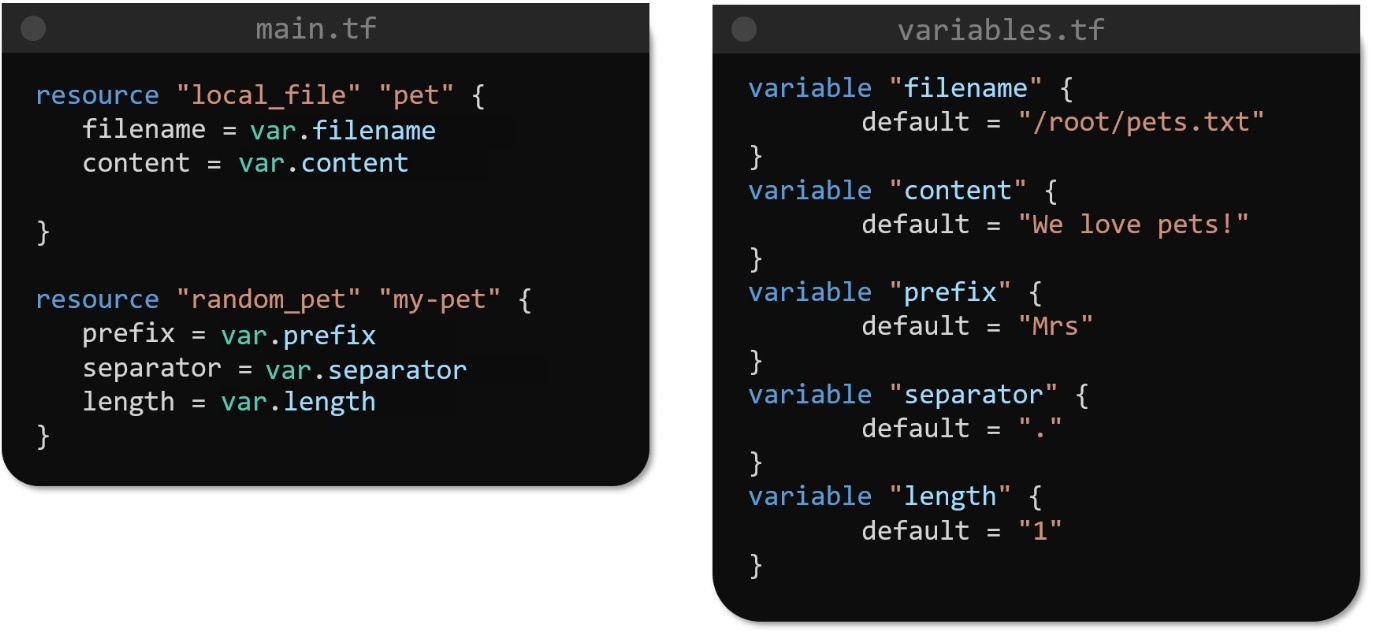 main.tf
resource "local_file" "pet" {
filename = var.filename
content = var.content
}
resource "random_pet" "my-pet" {
prefix = var.prefix
separator = var.separator
length = var.length
}
variables.tf
variable "filename" {
default = "/root/pets.txt"
}
variable "content" {
default = "We love pets!"
}
variable "prefix" {
default = "Mrs"
}
variable "separator" {
default = "."
}
variable "length" {
default = "1"
}